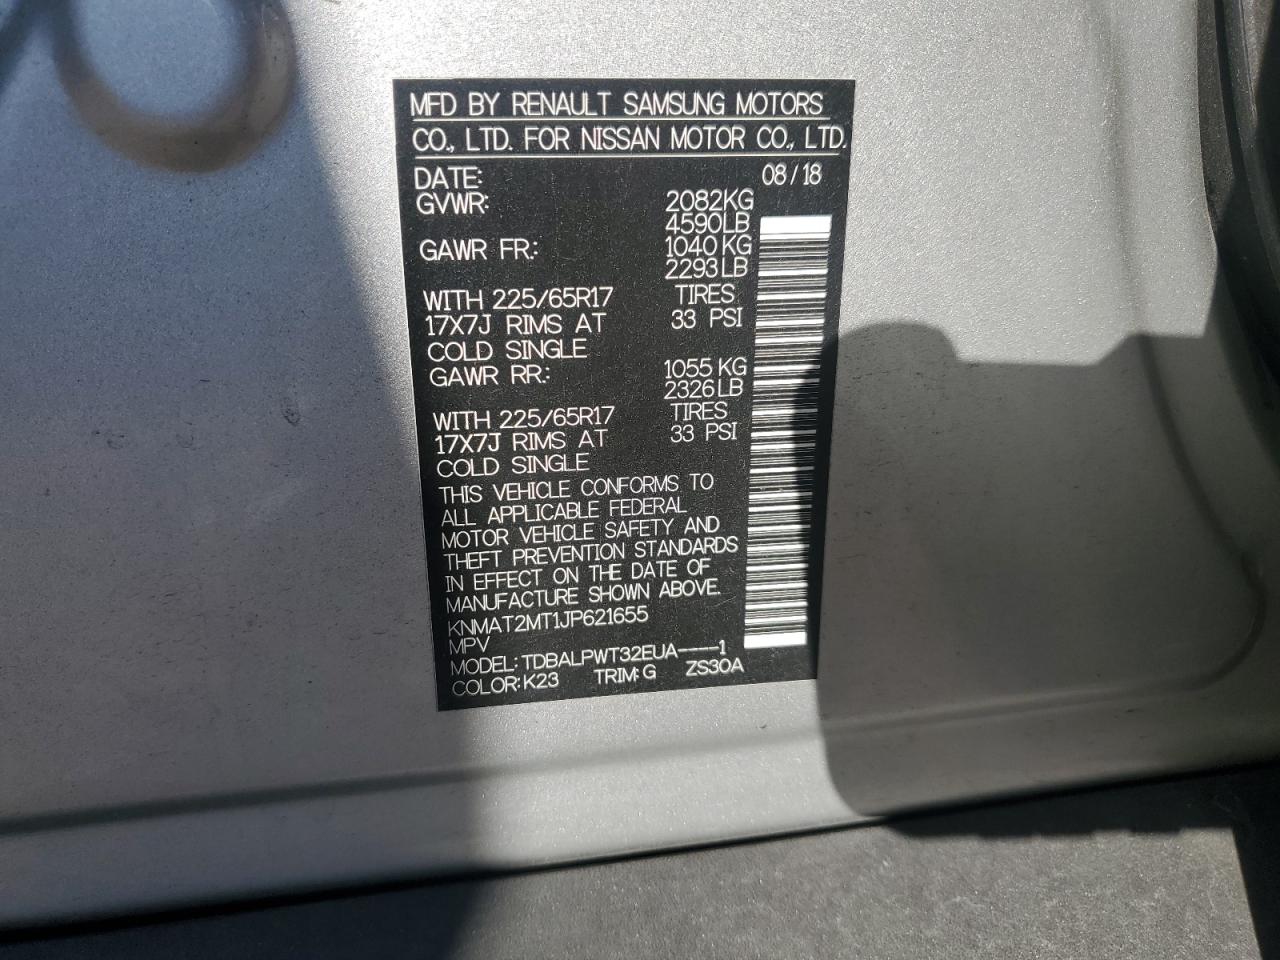 MFD BY RENAULT SAMSUNG MOTORS
CO., LTD. FOR NISSAN MOTOR CO., LTD.
DATE: 08/18
GVWR: 2082KG
4590LB
GAWR FR.: 1040 KG
2293LB
WITH 225/65R17 TIRES
17X7J RIMS AT 33 PSI
COLD SINGLE
GAWR RR.: 1055 KG
2326LB
WITH 225/65R17 TIRES
17X7J RIMS AT 33 PSI
COLD SINGLE
THIS VEHICLE CONFORMS TO
ALL APPLICABLE FEDERAL
MOTOR VEHICLE SAFETY AND
THEFT PREVENTION STANDARDS
IN EFFECT ON THE DATE OF
MANUFACTURE SHOWN ABOVE.
KNMAT2MT1JP621655
MPV
MODEL: TDBALPWT32EUA----1
COLOR: K23 TRIM: G ZS30A